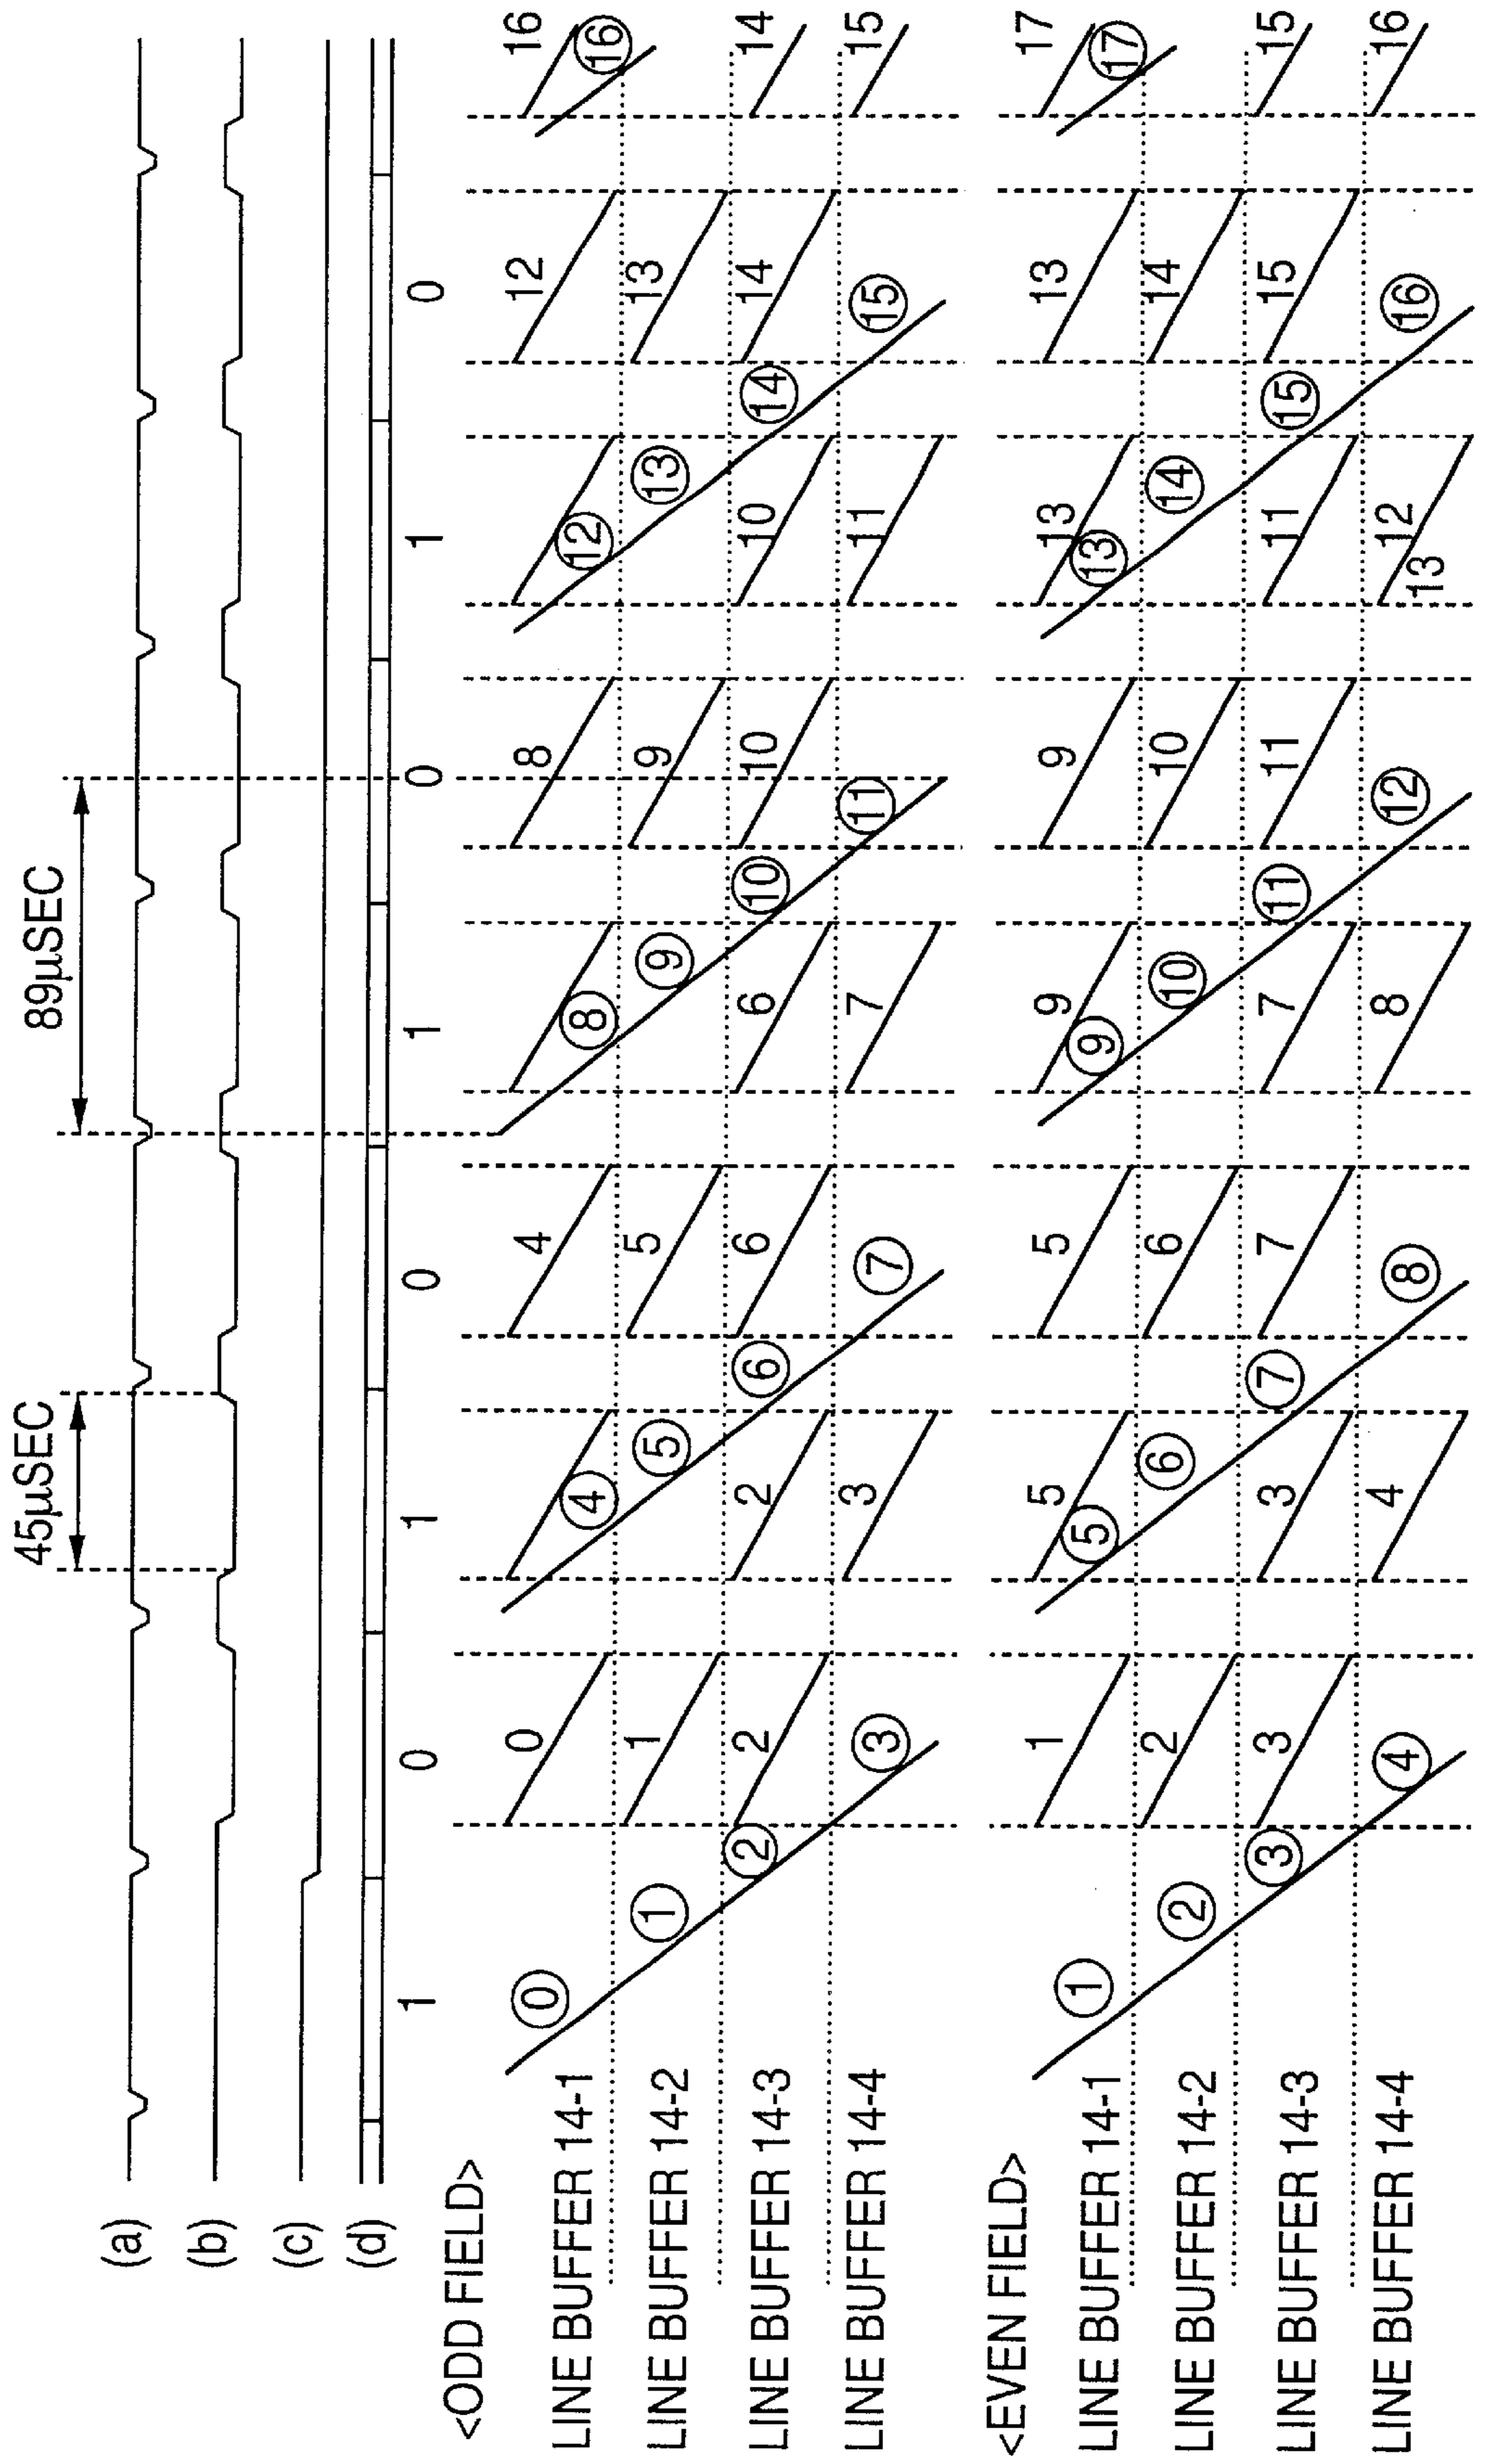 45μSEC 89μSEC
(a)
(b)
(c)
(d)
1 0 1 0 1 0 1 0
<ODD FIELD>
LINE BUFFER 14-1 ⓪ 0 ④ 4 ⑧ 8 ⑫ 12 ⑯ 16
LINE BUFFER 14-2 ① 1 ⑤ 5 ⑨ 9 ⑬ 13
LINE BUFFER 14-3 ② 2 2 ⑥ 6 6 ⑩ 10 10 ⑭ 14 14
LINE BUFFER 14-4 ③ 3 ⑦ 7 ⑪ 11 ⑮ 15
<EVEN FIELD>
LINE BUFFER 14-1 ① 1 ⑤ 5 5 ⑨ 9 9 ⑬ 13 13 ⑰ 17
LINE BUFFER 14-2 ② 2 ⑥ 6 ⑩ 10 ⑭ 14
LINE BUFFER 14-3 ③ 3 3 ⑦ 7 7 ⑪ 11 11 ⑮ 15 15
LINE BUFFER 14-4 ④ 4 ⑧ 8 ⑫ 13 12 ⑯ 16